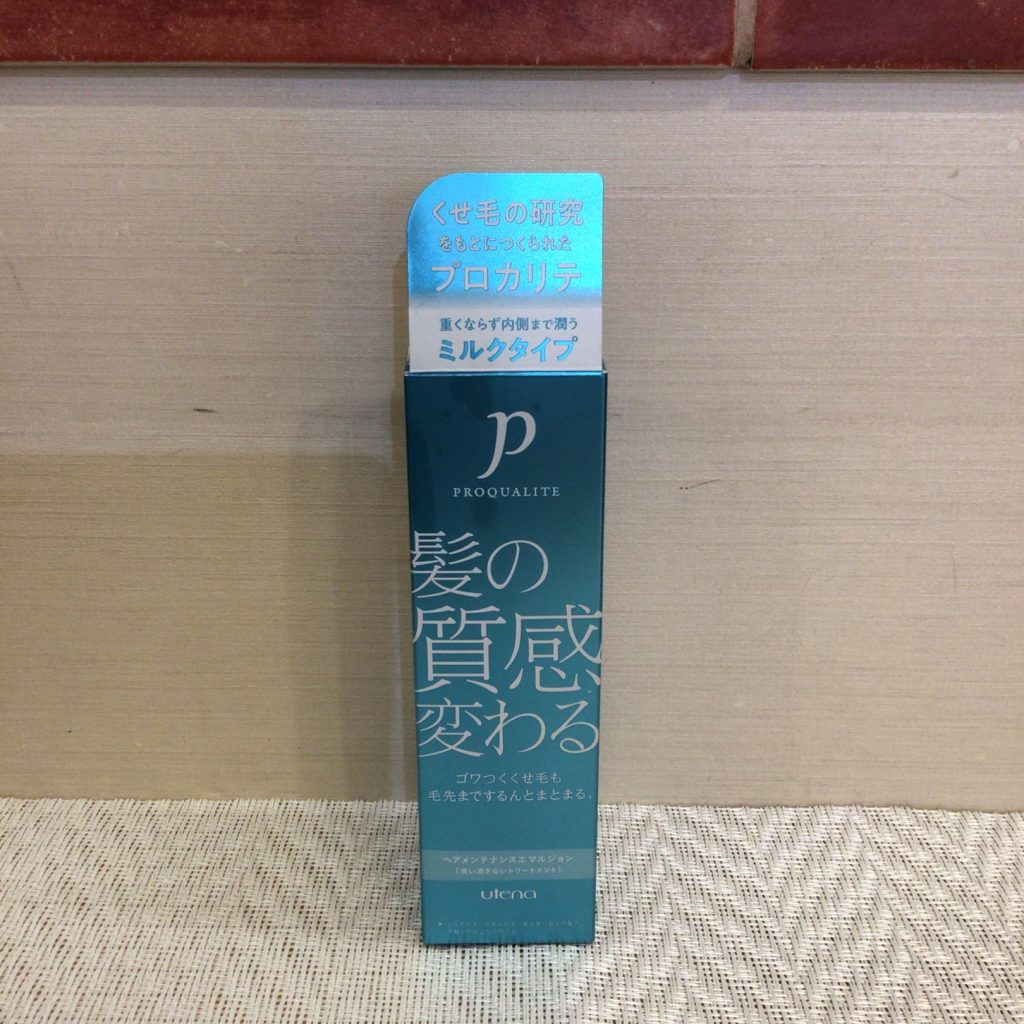 くせ毛の研究
をもとにつくられた
プロカリテ
重くならず内側まで潤う
ミルクタイプ
p
PROQUALITE
髪の
質感
変わる
ゴワつくくせ毛も
毛先までするんとまとまる。
ヘアメンテナンスエマルジョン
(洗い流さないトリートメント)
utena